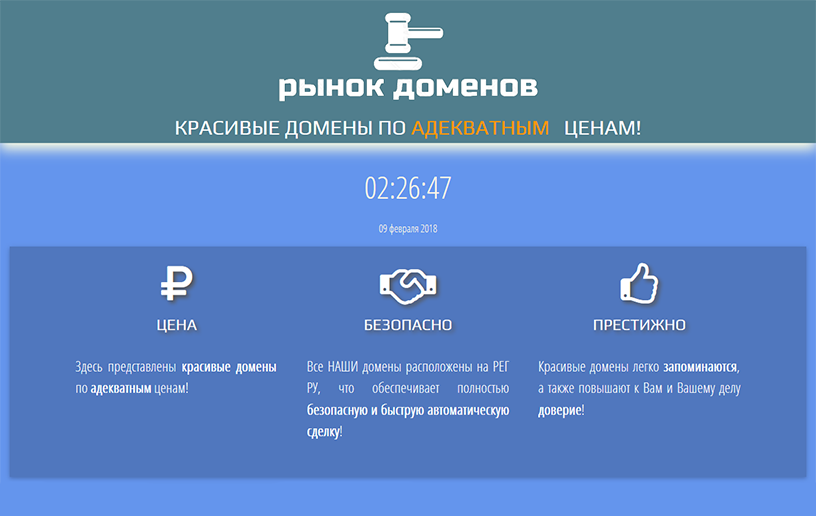 рынок доменов
КРАСИВЫЕ ДОМЕНЫ ПО АДЕКВАТНЫМ ЦЕНАМ!
02:26:47
09 февраля 2018
ЦЕНА
Здесь представлены красивые домены
по адекватным ценам!
БЕЗОПАСНО
Все НАШИ домены расположены на РЕГ
РУ, что обеспечивает полностью
безопасную и быструю автоматическую
сделку!
ПРЕСТИЖНО
Красивые домены легко запоминаются,
а также повышают к Вам и Вашему делу
доверие!